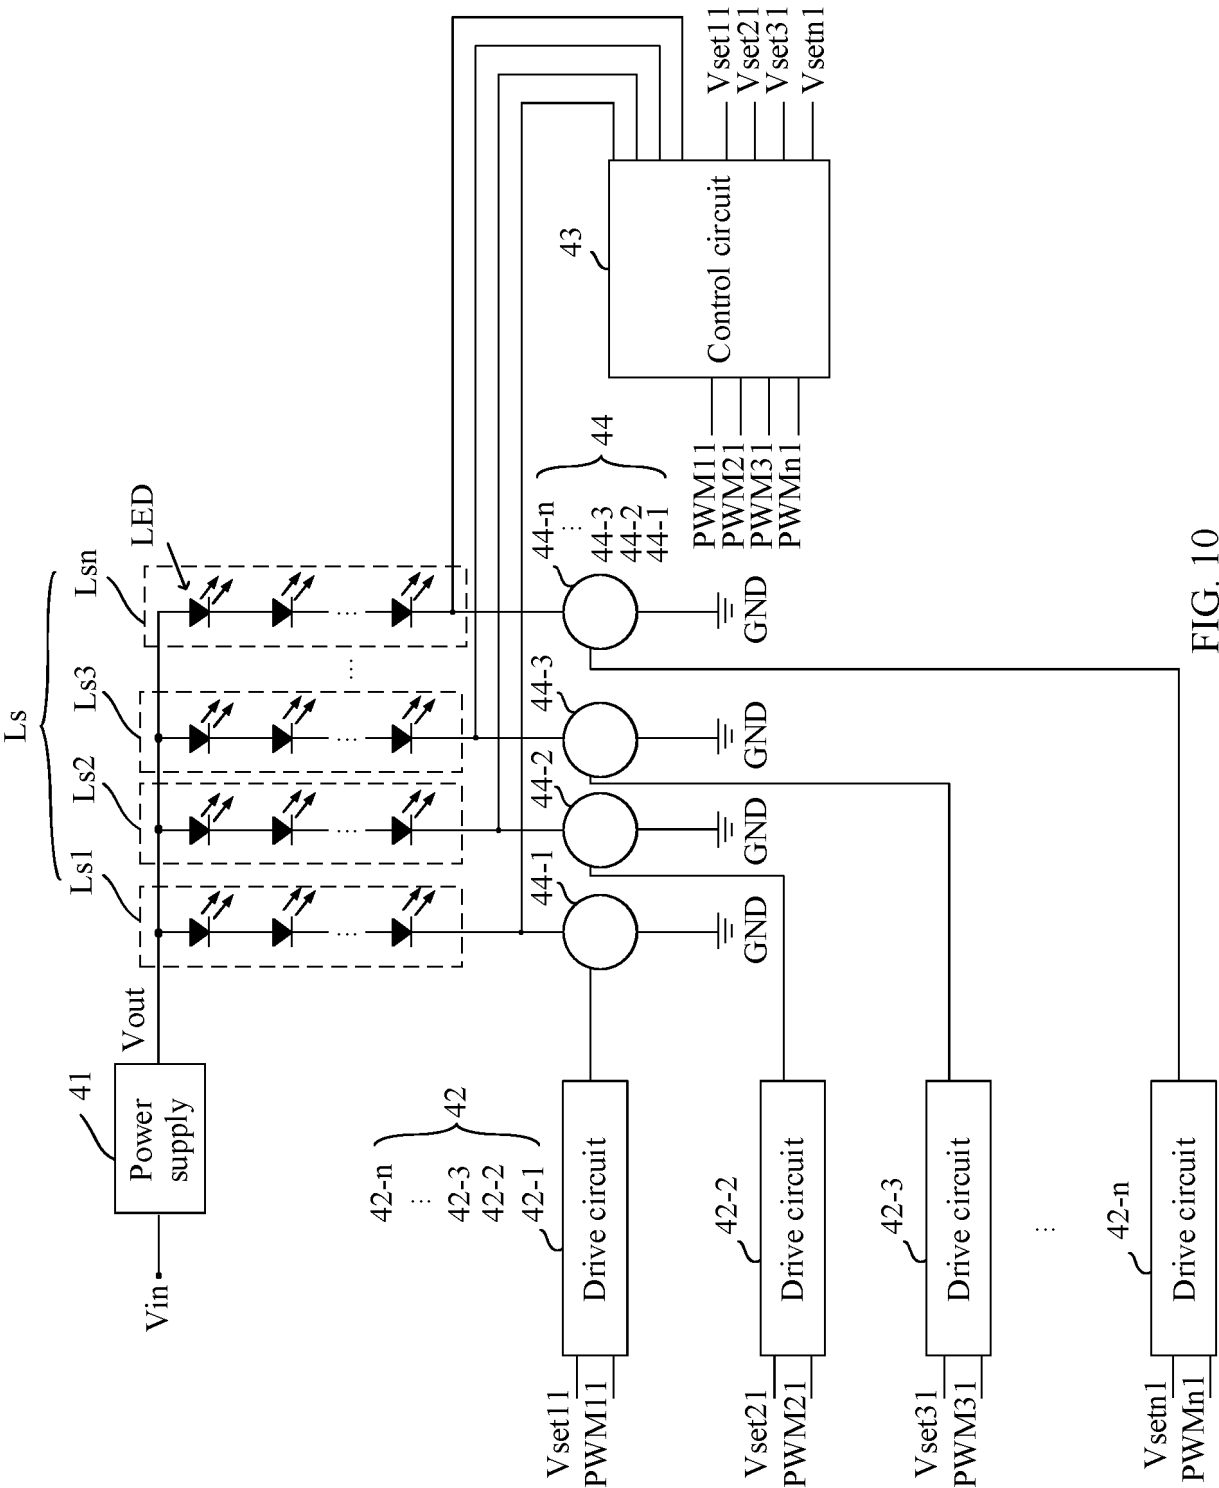 Ls
Ls1
Ls2
Ls3
Lsn
LED
...
Vin
Power
supply
41
Vout
...
...
...
...
44-1
44-2
44-3
44-n
...
44-3
44-2
44-1
44
GND
GND
GND
GND
43
Control circuit
PWM11
PWM21
PWM31
PWMn1
Vset11
Vset21
Vset31
Vsetn1
42-n
...
42-3
42-2
42-1
42
Vset11
PWM11
Drive circuit
42-2
Vset21
PWM21
Drive circuit
42-3
Vset31
PWM31
Drive circuit
...
42-n
Vsetn1
PWMn1
Drive circuit
FIG. 10